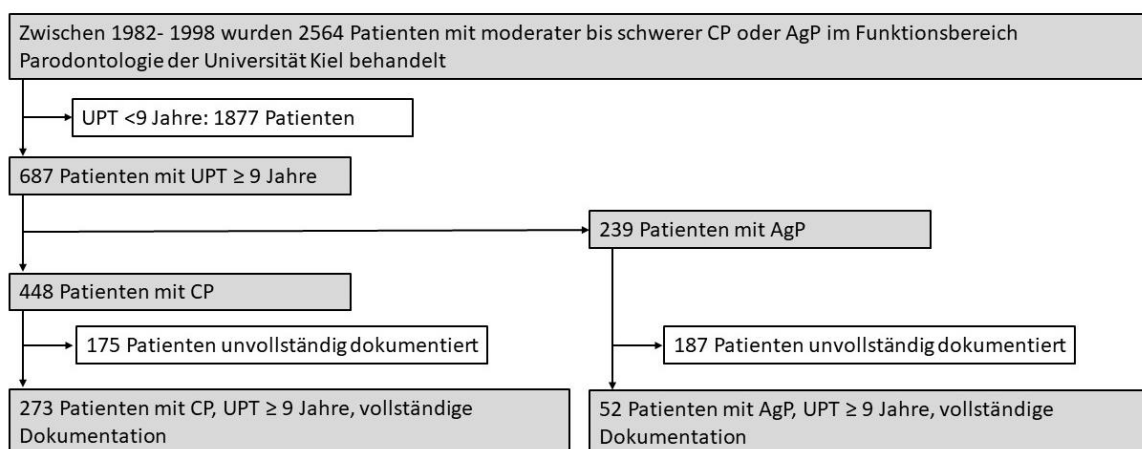 Zwischen 1982- 1998 wurden 2564 Patienten mit moderater bis schwerer CP oder AgP im Funktionsbereich
Parodontologie der Universität Kiel behandelt
UPT <9 Jahre: 1877 Patienten
687 Patienten mit UPT ≥ 9 Jahre
239 Patienten mit AgP
448 Patienten mit CP
175 Patienten unvollständig dokumentiert
187 Patienten unvollständig dokumentiert
273 Patienten mit CP, UPT ≥ 9 Jahre, vollständige
Dokumentation
52 Patienten mit AgP, UPT ≥ 9 Jahre, vollständige
Dokumentation